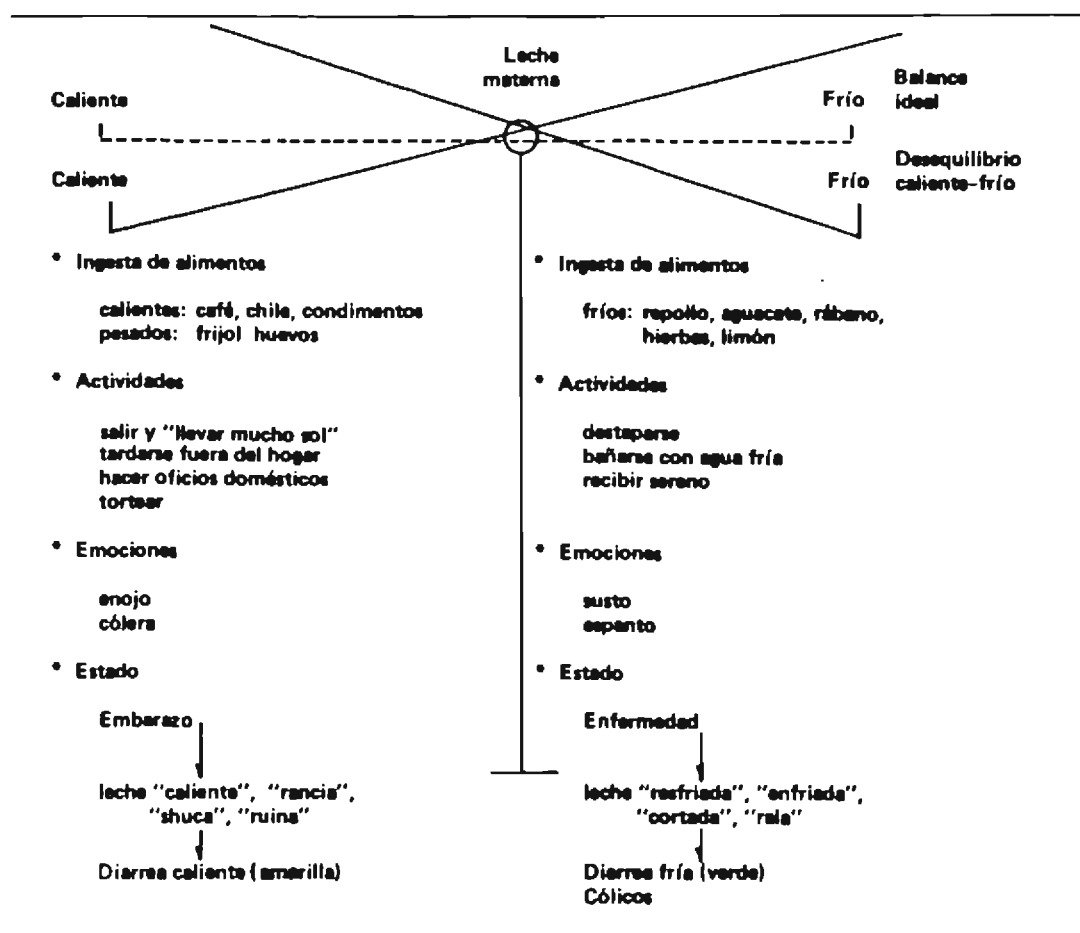 Leche
materna
Balance
ideal
Caliente
Frío
Desequilibrio
caliente-frío
Caliente
Frío
* Ingesta de alimentos
calientes: café, chile, condimentos
pesados: frijol huevos
* Actividades
salir y "llevar mucho sol"
tardarse fuera del hogar
hacer oficios domésticos
tortear
* Emociones
enojo
cólera
* Estado
Embarazo
leche "caliente", "rancia",
"shuca", "ruina"
Diarrea caliente (amarilla)
* Ingesta de alimentos
fríos: repollo, aguacate, rábano,
hierbas, limón
* Actividades
destaparse
bañarse con agua fría
recibir sereno
* Emociones
susto
espanto
* Estado
Enfermedad
leche "resfriada", "enfriada",
"cortada", "rala"
Diarrea fría (verde)
Cólicos